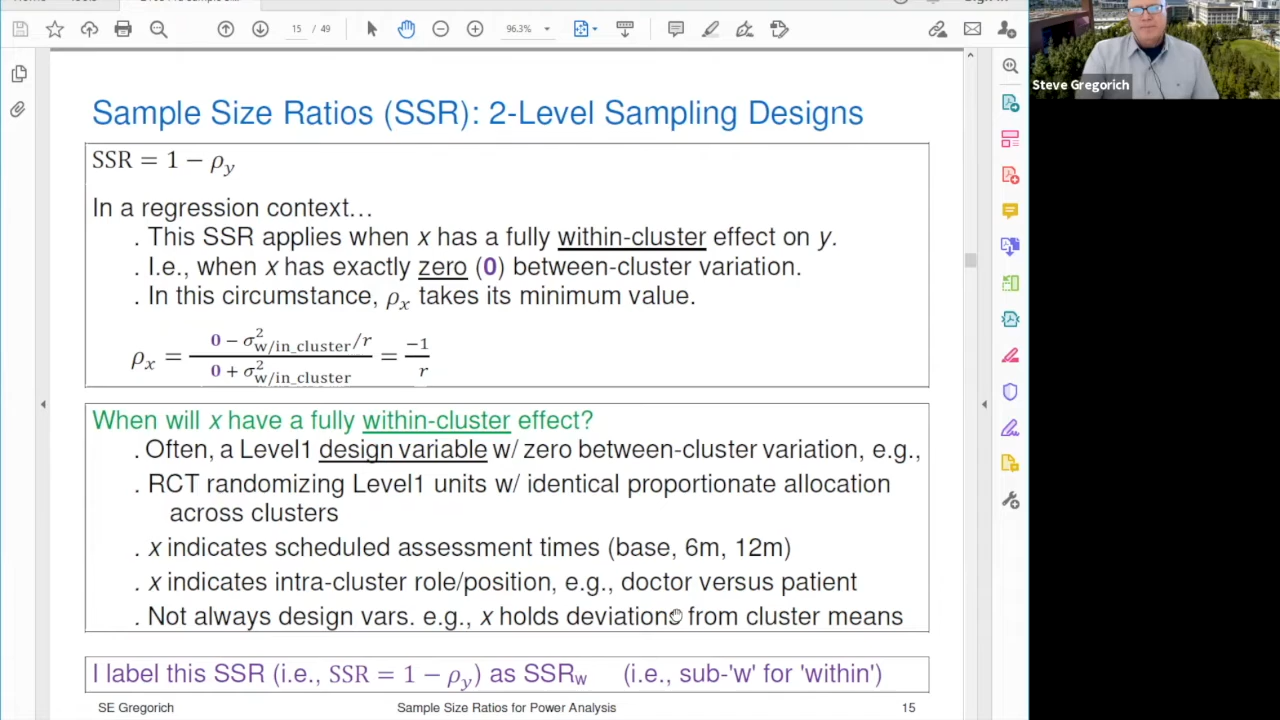 15 / 49
96.3%
Steve Gregorich
Sample Size Ratios (SSR): 2-Level Sampling Designs
SSR = 1 − ρy
In a regression context…
. This SSR applies when x has a fully within-cluster effect on y.
. I.e., when x has exactly zero (0) between-cluster variation.
. In this circumstance, ρx takes its minimum value.
ρx = (0 − σ²w/in_cluster/r) / (0 + σ²w/in_cluster) = −1 / r
When will x have a fully within-cluster effect?
. Often, a Level1 design variable w/ zero between-cluster variation, e.g.,
. RCT randomizing Level1 units w/ identical proportionate allocation
across clusters
. x indicates scheduled assessment times (base, 6m, 12m)
. x indicates intra-cluster role/position, e.g., doctor versus patient
. Not always design vars. e.g., x holds deviations from cluster means
I label this SSR (i.e., SSR = 1 − ρy) as SSRw (i.e., sub-'w' for 'within')
SE Gregorich
Sample Size Ratios for Power Analysis
15